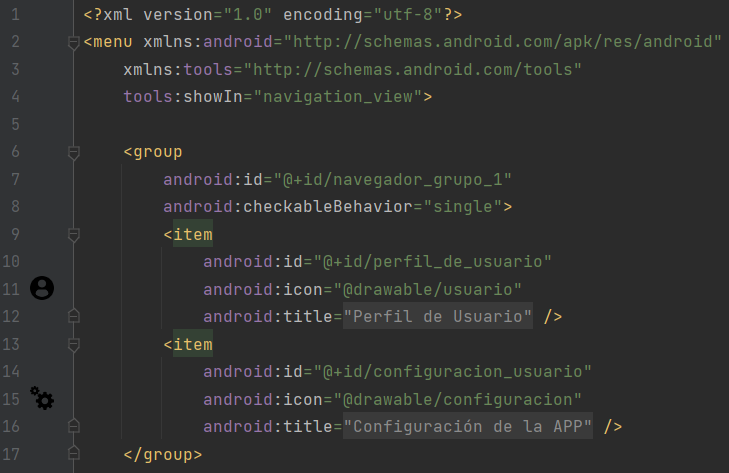 1 <?xml version="1.0" encoding="utf-8"?>
2 <menu xmlns:android="http://schemas.android.com/apk/res/android"
3     xmlns:tools="http://schemas.android.com/tools"
4     tools:showIn="navigation_view">
5
6     <group
7         android:id="@+id/navegador_grupo_1"
8         android:checkableBehavior="single">
9         <item
10             android:id="@+id/perfil_de_usuario"
11             android:icon="@drawable/usuario"
12             android:title="Perfil de Usuario" />
13         <item
14             android:id="@+id/configuracion_usuario"
15             android:icon="@drawable/configuracion"
16             android:title="Configuración de la APP" />
17     </group>